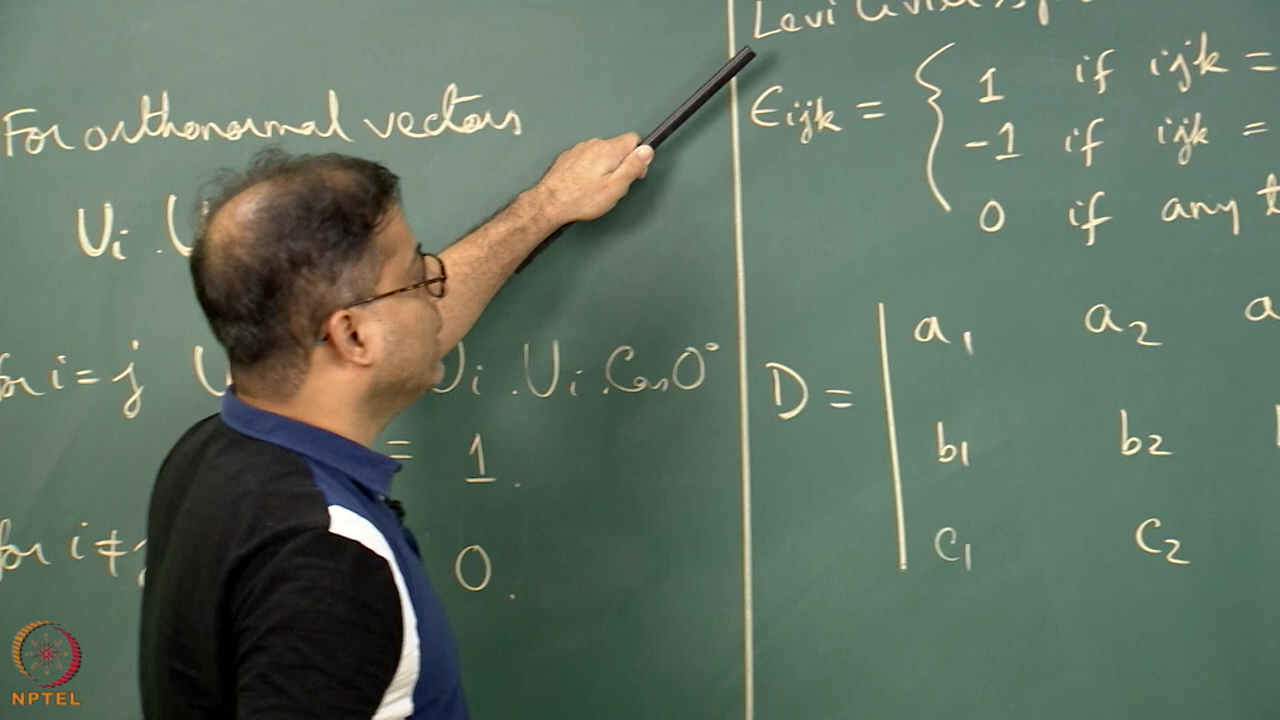 For orthonormal vectors
Ui . U
for i = j U Ui . Ui . Cos 0°
= 1 .
for i ≠ 0 .
Levi Civita
ϵijk = { 1 if ijk =
-1 if ijk =
0 if any
D = | a1 a2 a
b1 b2
c1 c2
NPTEL